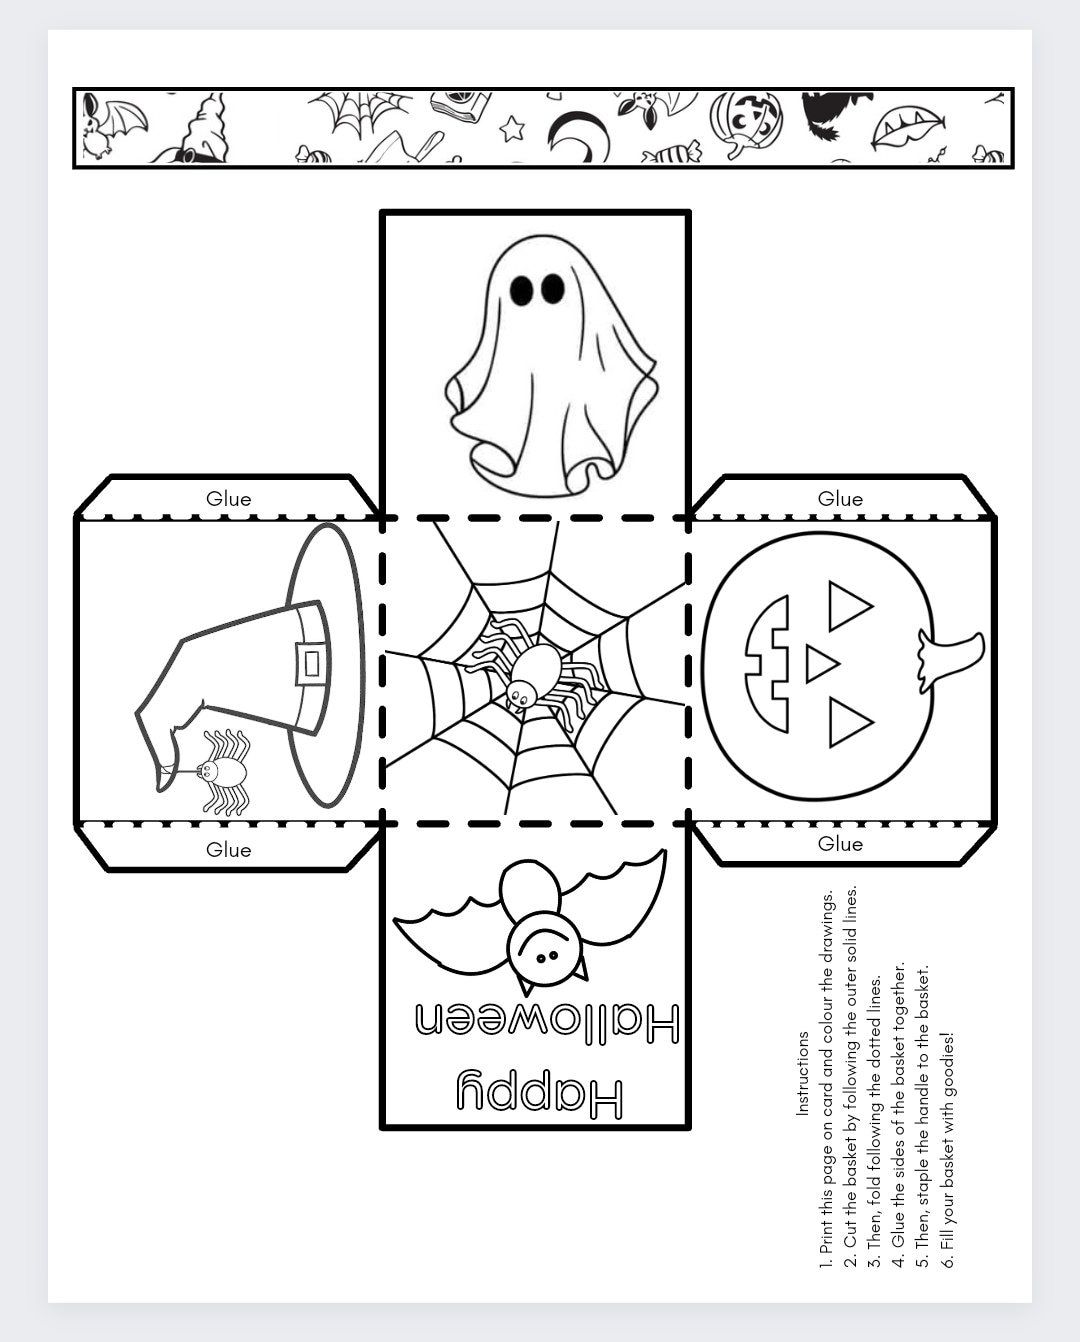 Glue
Glue
Glue
Glue
Happy
Halloween
Instructions
1. Print this page on card and colour the drawings.
2. Cut the basket by following the outer solid lines.
3. Then, fold following the dotted lines.
4. Glue the sides of the basket together.
5. Then, staple the handle to the basket.
6. Fill your basket with goodies!